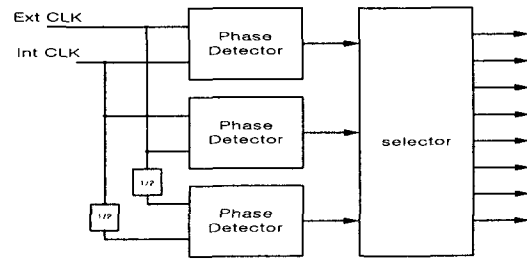 Ext CLK
Int CLK
Phase
Detector
Phase
Detector
selector
1/2
1/2
Phase
Detector